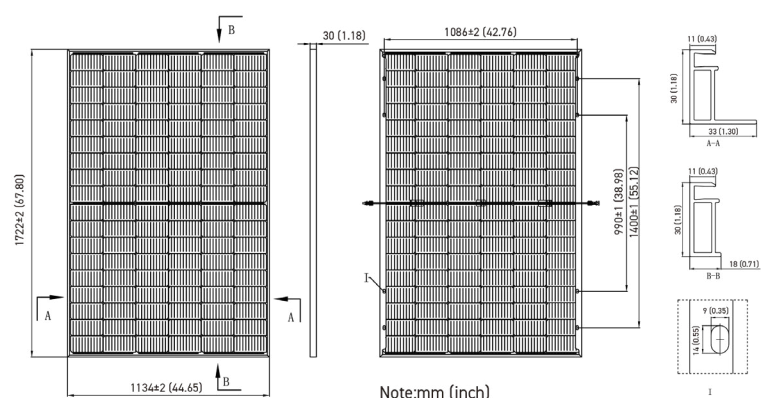 B
30 (1.18)
1086±2 (42.76)
11 (0.43)
30 (1.18)
33 (1.30)
A-A
1722±2 (67.80)
990±1 (38.98)
1400±1 (55.12)
11 (0.43)
30 (1.18)
18 (0.71)
B-B
I
A
A
9 (0.35)
14 (0.55)
B
1134±2 (44.65)
Note:mm (inch)
I